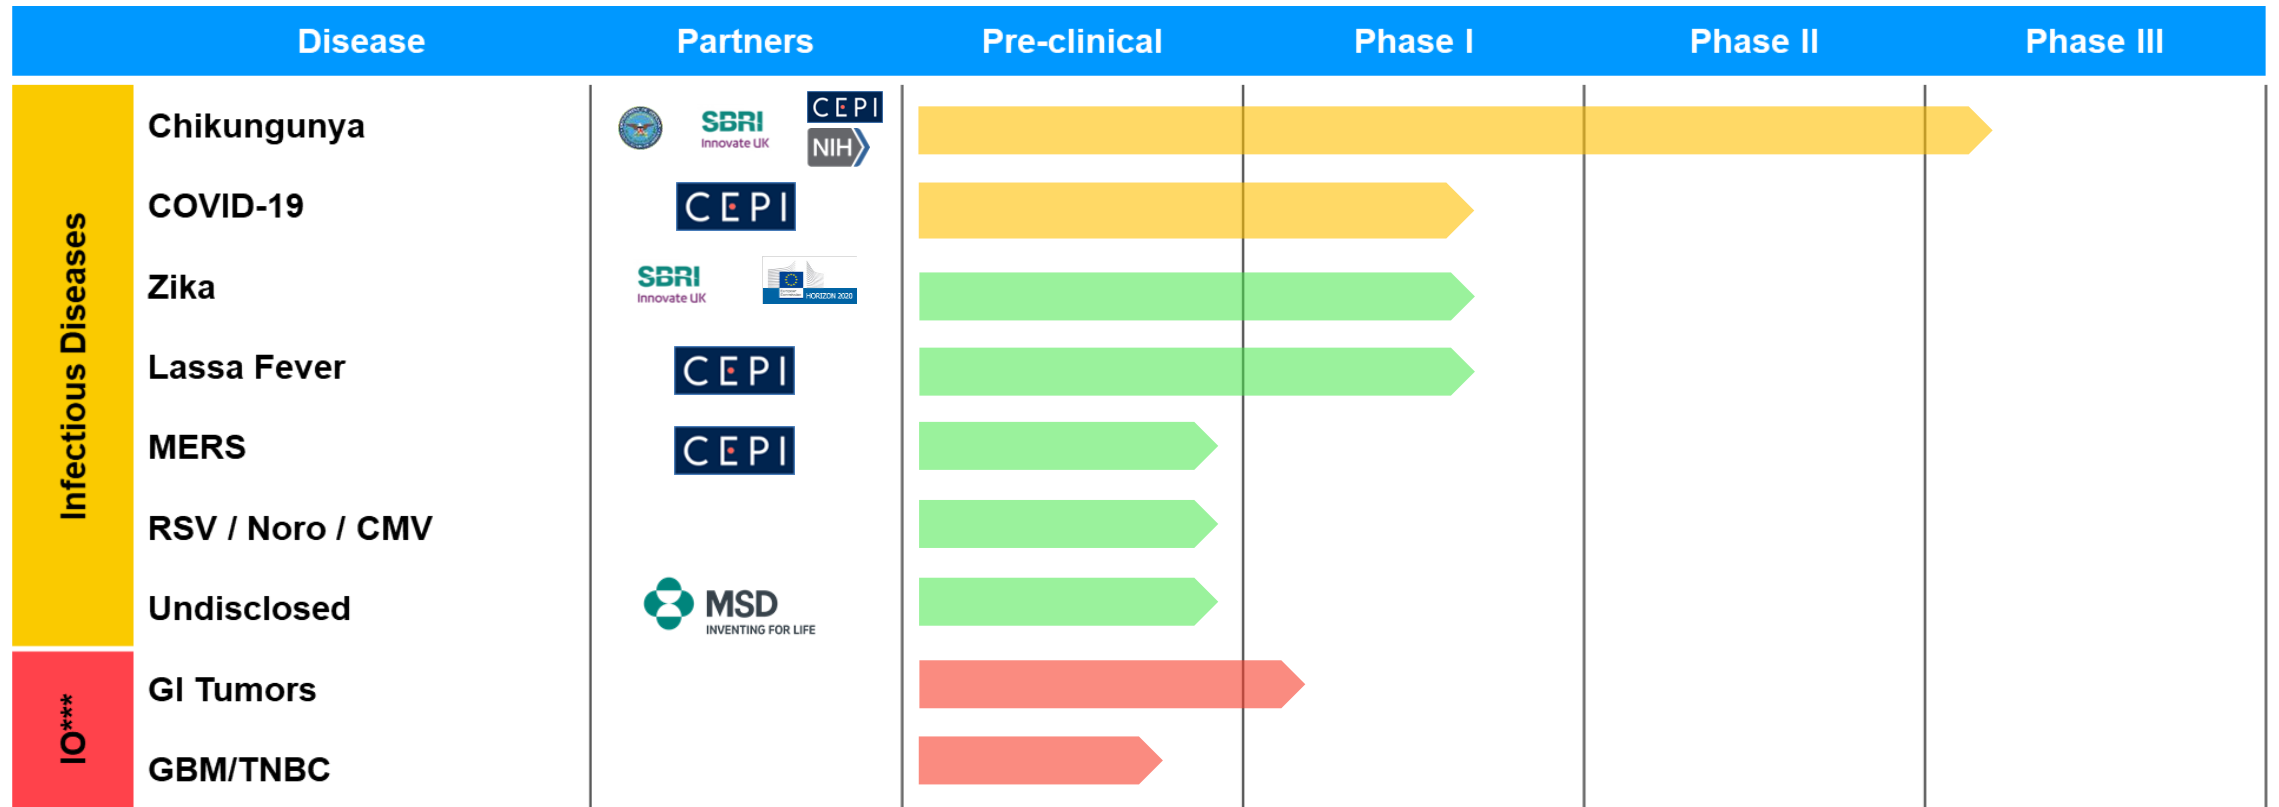 Disease Partners Pre-clinical Phase I Phase II Phase III
Infectious Diseases
Chikungunya
SBRI
Innovate UK
CEPI
NIH
COVID-19
CEPI
Zika
SBRI
Innovate UK
European
Commission
HORIZON 2020
Lassa Fever
CEPI
MERS
CEPI
RSV / Noro / CMV
Undisclosed
MSD
INVENTING FOR LIFE
IO***
GI Tumors
GBM/TNBC